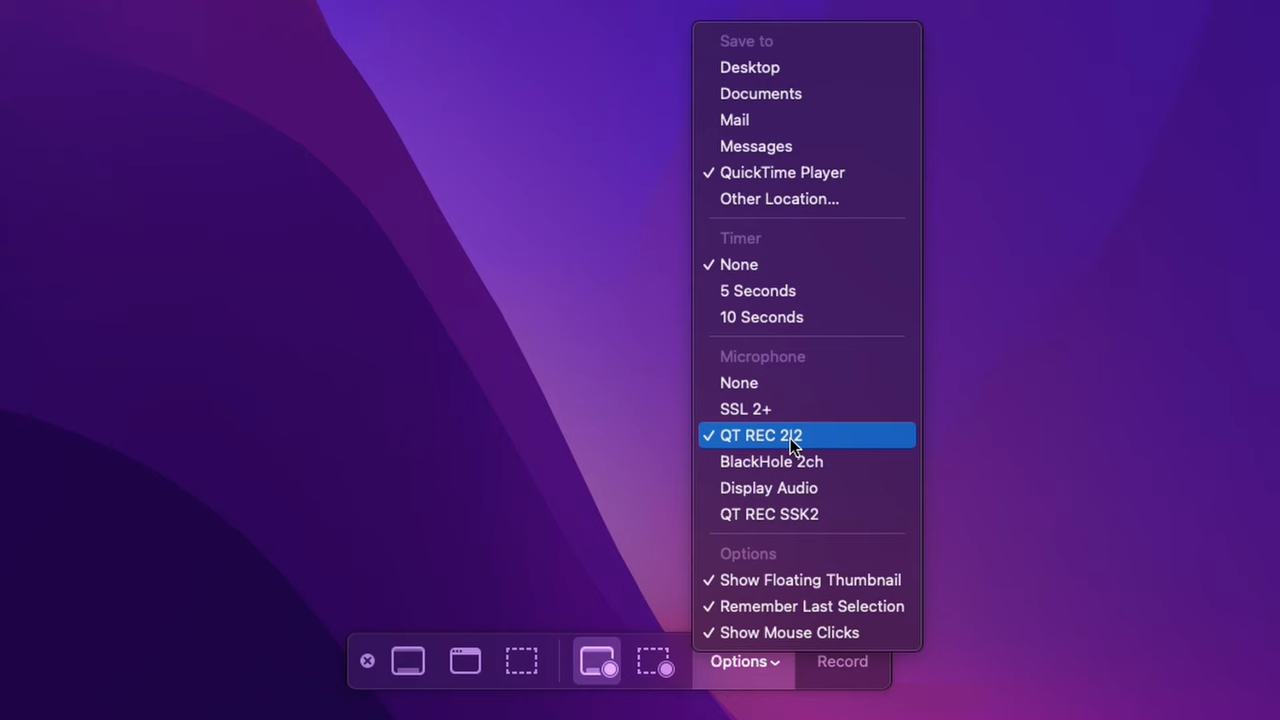 Save to
Desktop
Documents
Mail
Messages
✓ QuickTime Player
Other Location...
Timer
✓ None
5 Seconds
10 Seconds
Microphone
None
SSL 2+
✓ QT REC 2I2
BlackHole 2ch
Display Audio
QT REC SSK2
Options
✓ Show Floating Thumbnail
✓ Remember Last Selection
✓ Show Mouse Clicks
Options
Record